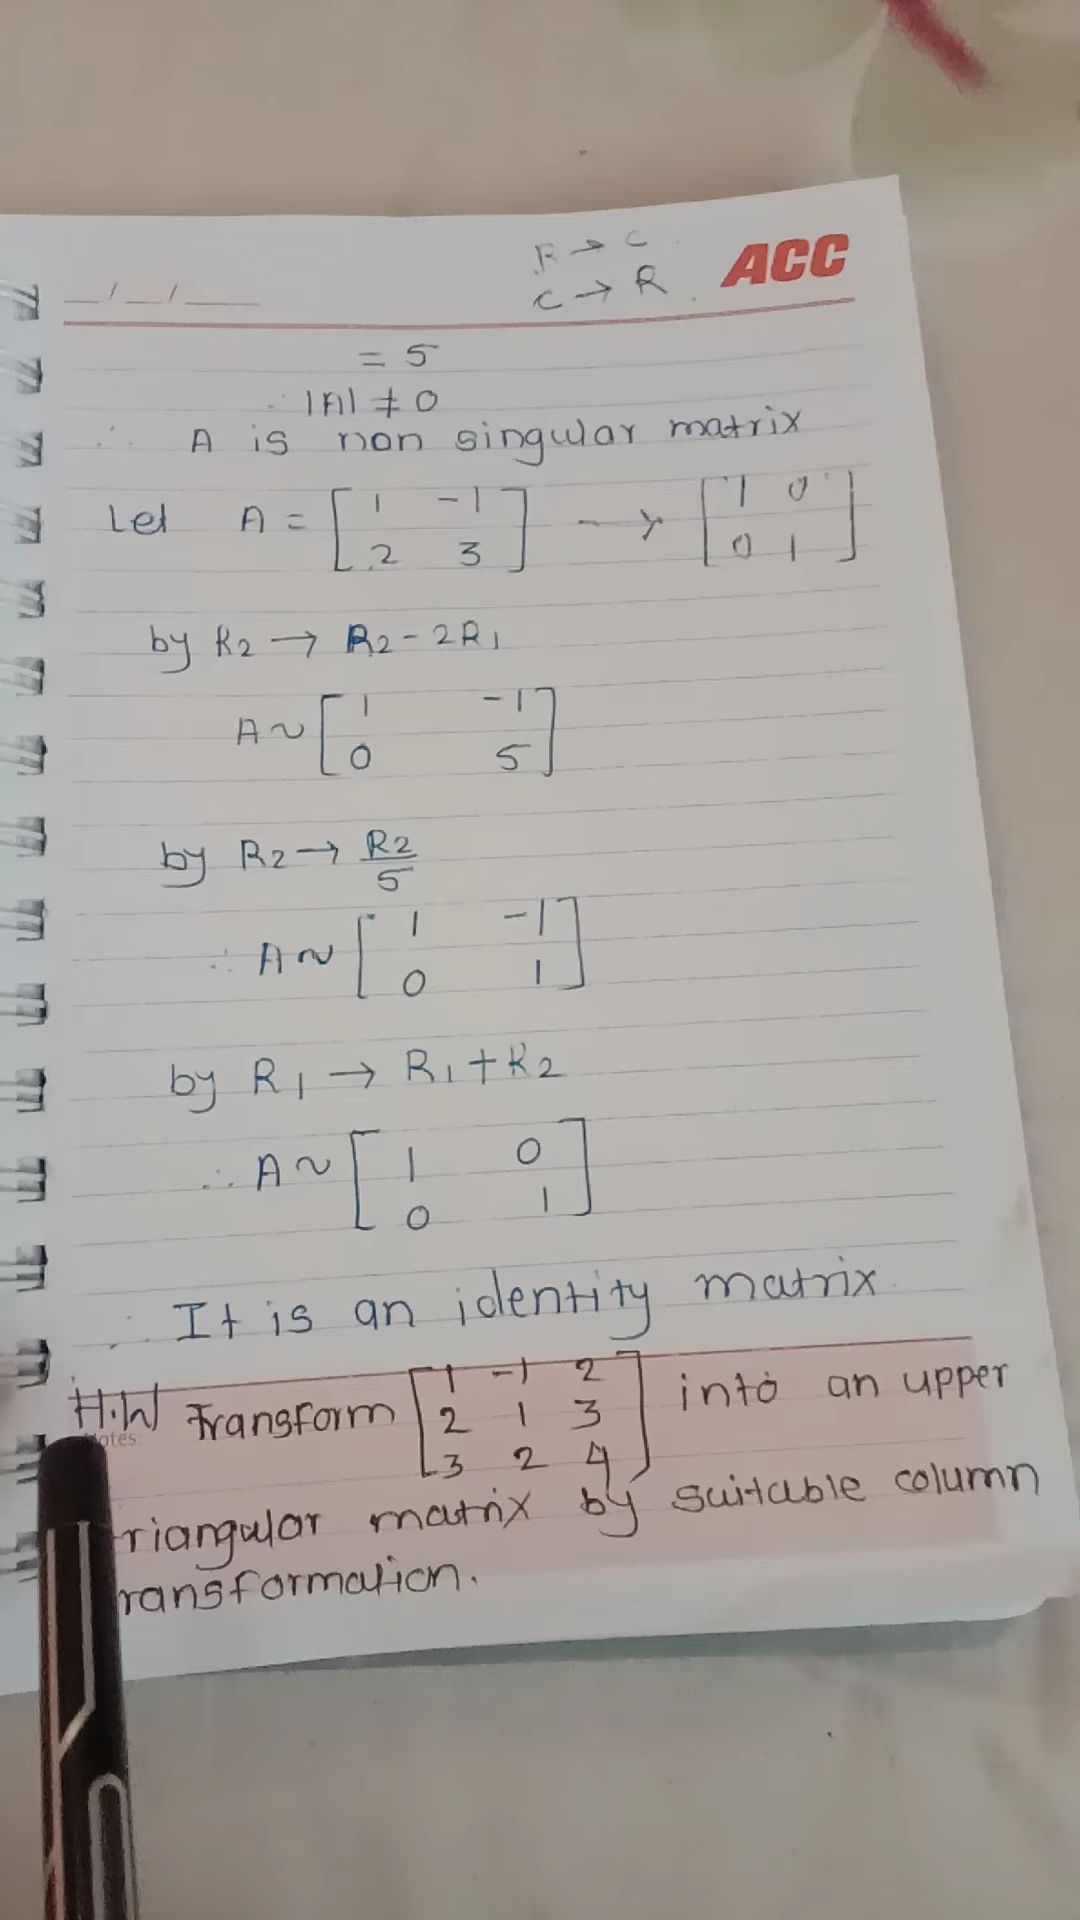 R → C
C → R
ACC
_/_/___
= 5
∴ |A| ≠ 0
∴ A is non singular matrix
Let A = [1 -1 → [1 0
2 3] 0 1]
by R2 → R2 - 2R1
A ~ [1 -1
0 5]
by R2 → R2/5
∴ A ~ [1 -1
0 1]
by R1 → R1 + R2
∴ A ~ [1 0
0 1]
∴ It is an identity matrix
H.W Transform [1 -1 2
2 1 3
3 2 4] into an upper
riangular matrix by suitable column
ransformation.
otes